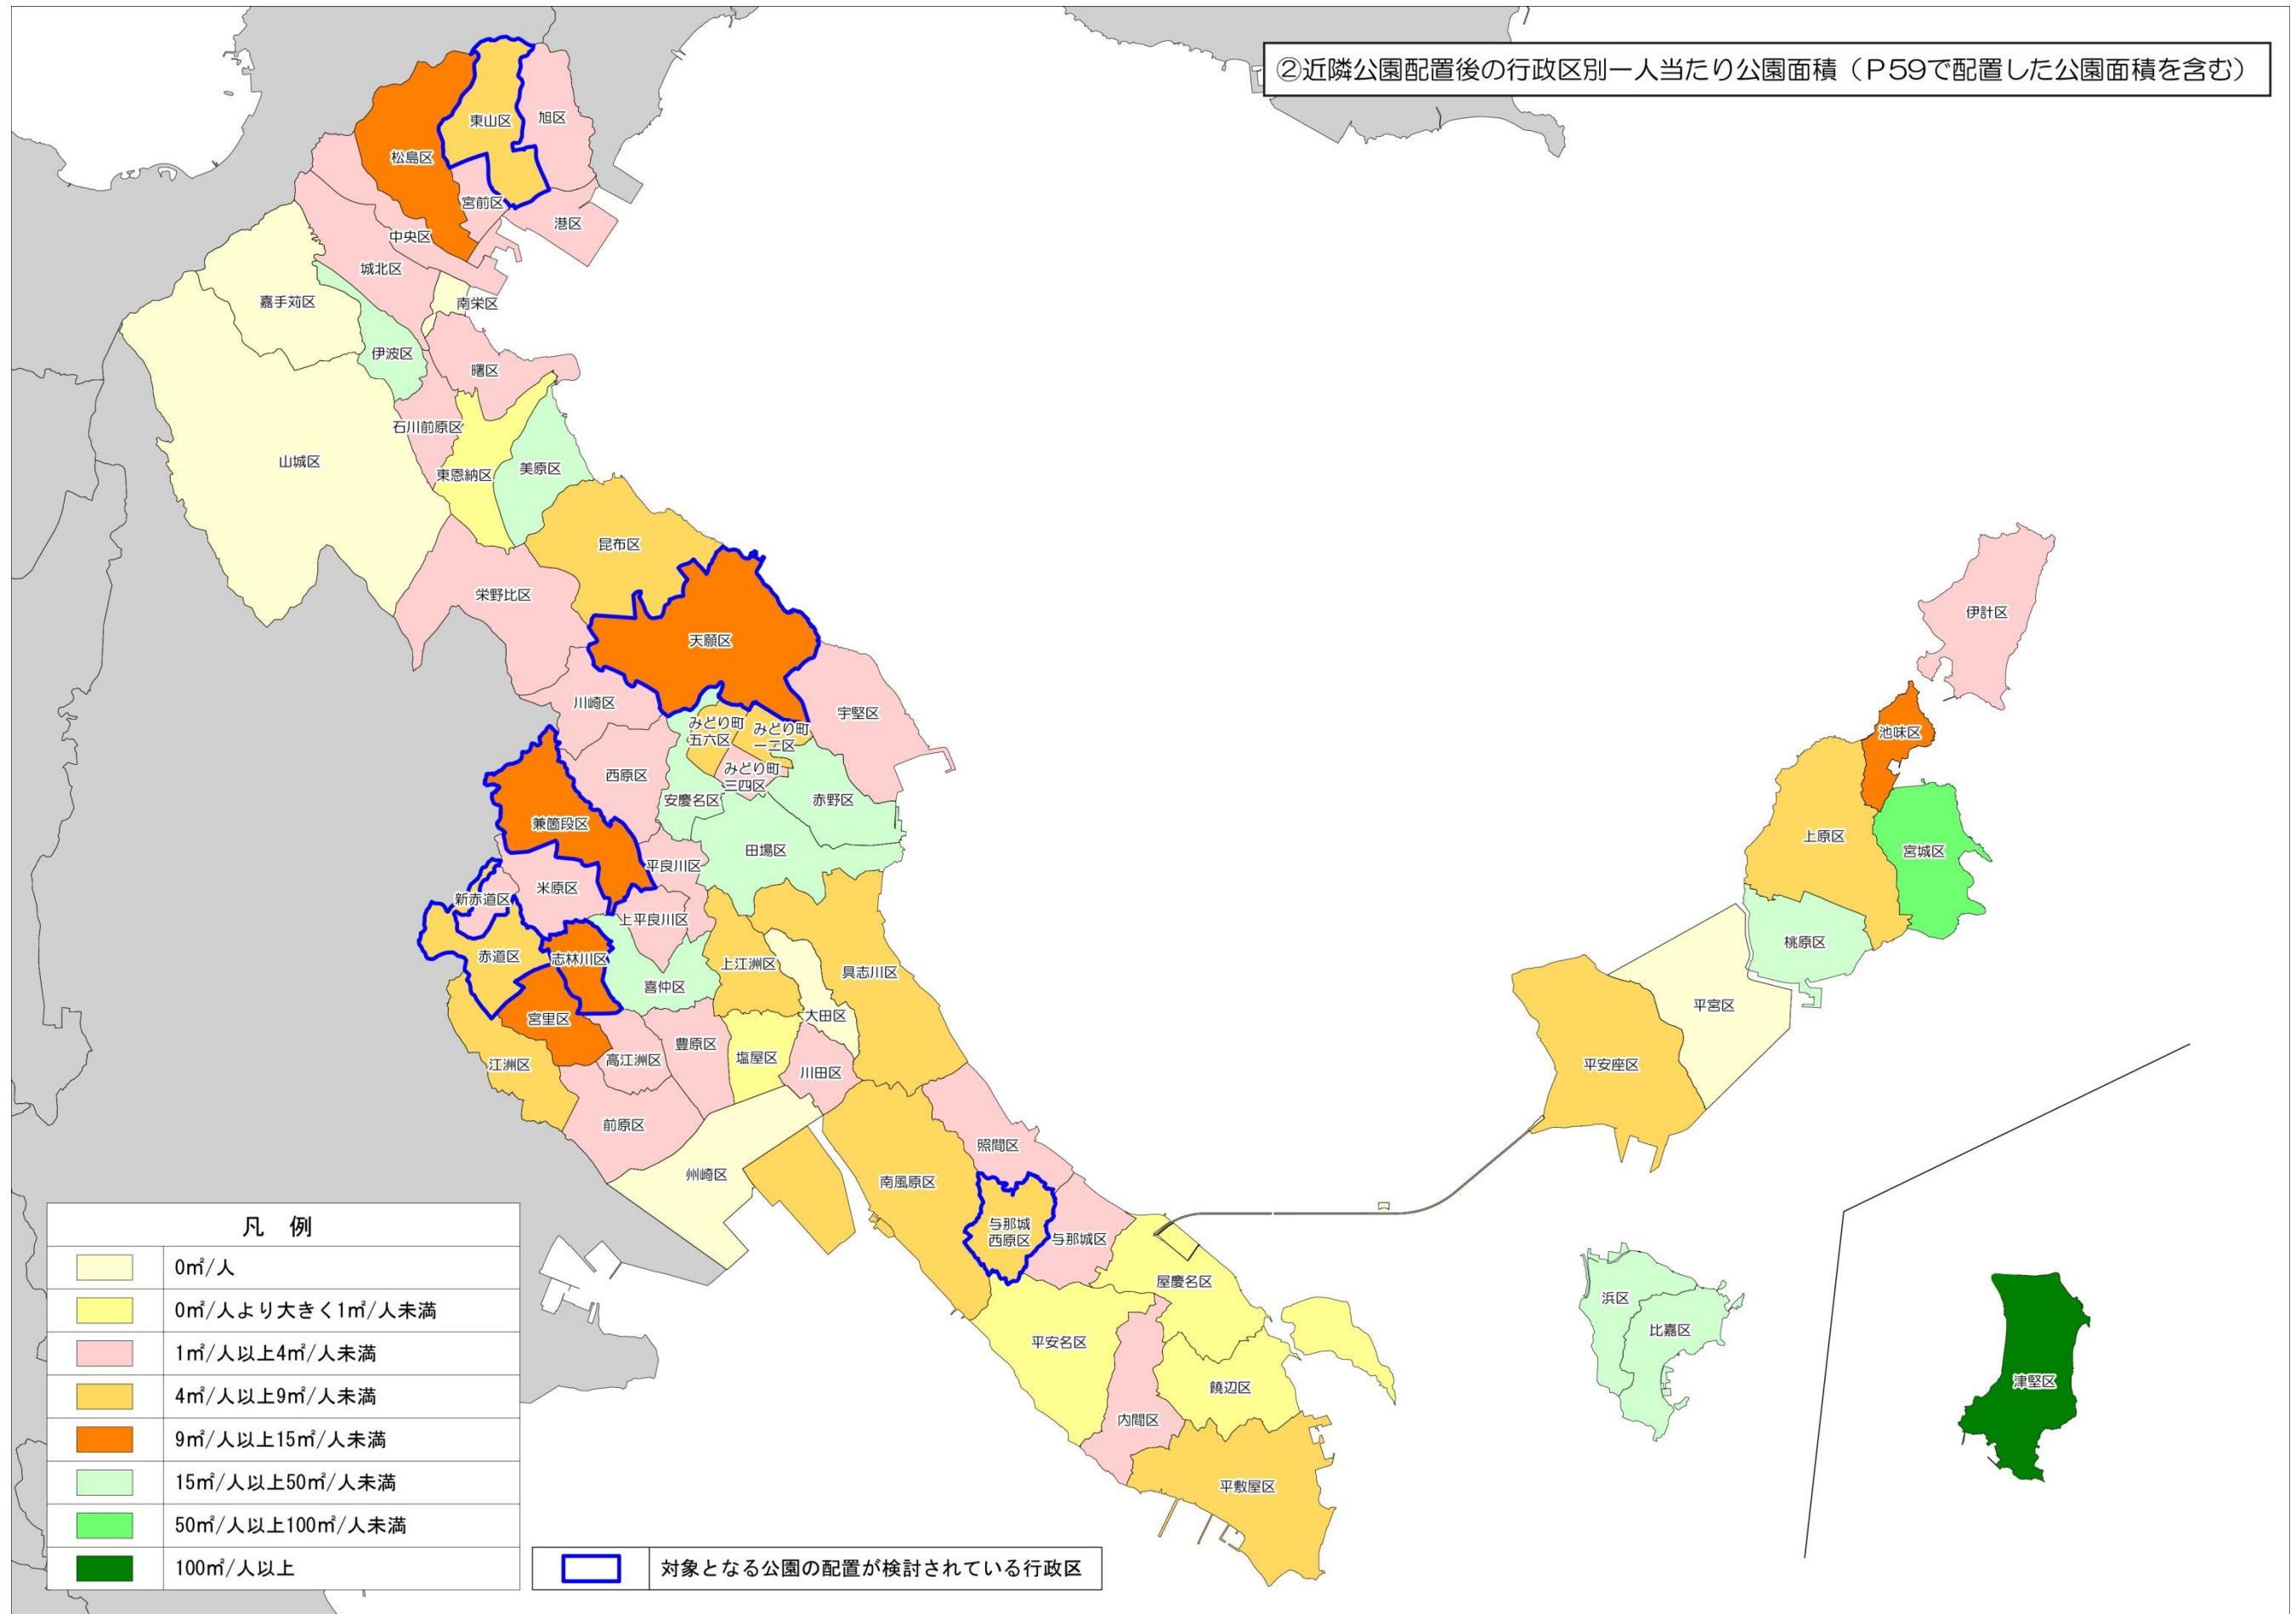 ②近隣公園配置後の行政区別一人当たり公園面積（P59で配置した公園面積を含む）
東山区
旭区
松島区
宮前区
港区
中央区
城北区
嘉手苅区
南栄区
伊波区
曙区
石川前原区
山城区
東恩納区
美原区
昆布区
栄野比区
天願区
伊計区
川崎区
宇堅区
みどり町
五六区
みどり町
一二区
池味区
西原区
みどり町
三四区
安慶名区
赤野区
兼箇段区
田場区
上原区
宮城区
平良川区
米原区
新赤道区
上平良川区
赤道区
志林川区
上江洲区
具志川区
桃原区
喜仲区
宮里区
大田区
平宮区
豊原区
高江洲区
塩屋区
江洲区
川田区
平安座区
前原区
照間区
州崎区
南風原区
与那城
西原区
与那城区
屋慶名区
浜区
比嘉区
平安名区
饒辺区
津堅区
内間区
平敷屋区
凡 例
0㎡/人
0㎡/人より大きく1㎡/人未満
1㎡/人以上4㎡/人未満
4㎡/人以上9㎡/人未満
9㎡/人以上15㎡/人未満
15㎡/人以上50㎡/人未満
50㎡/人以上100㎡/人未満
100㎡/人以上
対象となる公園の配置が検討されている行政区